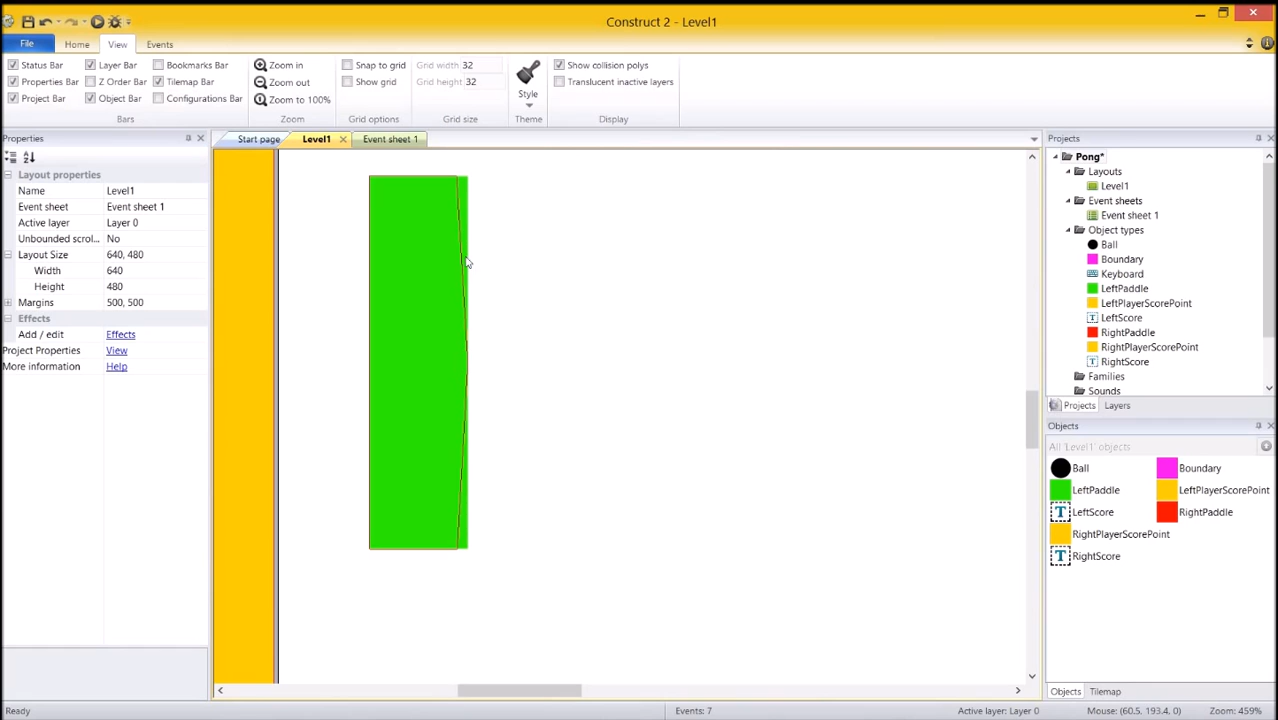 Construct 2 - Level1
File Home View Events
Status Bar Layer Bar Bookmarks Bar Zoom in Snap to grid Grid width: 32 Show collision polys
Properties Bar Z Order Bar Tilemap Bar Zoom out Show grid Grid height: 32 Translucent inactive layers
Project Bar Object Bar Configurations Bar Zoom to 100% Style
Bars Zoom Grid options Grid size Theme Display
Properties
Start page Level1 Event sheet 1
Layout properties
Name Level1
Event sheet Event sheet 1
Active layer Layer 0
Unbounded scrol... No
Layout Size 640, 480
Width 640
Height 480
Margins 500, 500
Effects
Add / edit Effects
Project Properties View
More information Help
Projects
Pong*
Layouts
Level1
Event sheets
Event sheet 1
Object types
Ball
Boundary
Keyboard
LeftPaddle
LeftPlayerScorePoint
LeftScore
RightPaddle
RightPlayerScorePoint
RightScore
Families
Sounds
Projects Layers
Objects
All 'Level1' objects
Ball Boundary
LeftPaddle LeftPlayerScorePoint
LeftScore RightPaddle
RightPlayerScorePoint
RightScore
Objects Tilemap
Ready Events: 7 Active layer: Layer 0 Mouse: (60.5, 193.4, 0) Zoom: 459%